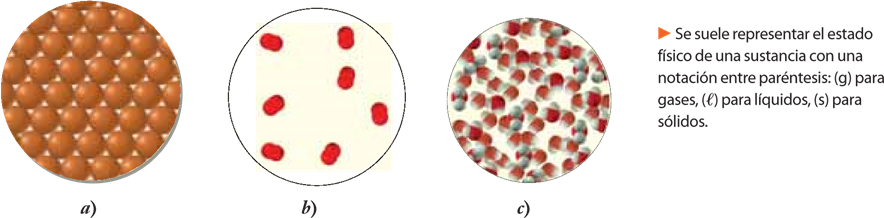 ► Se suele representar el estado
físico de una sustancia con una
notación entre paréntesis: (g) para
gases, (ℓ) para líquidos, (s) para
sólidos.
a) b) c)